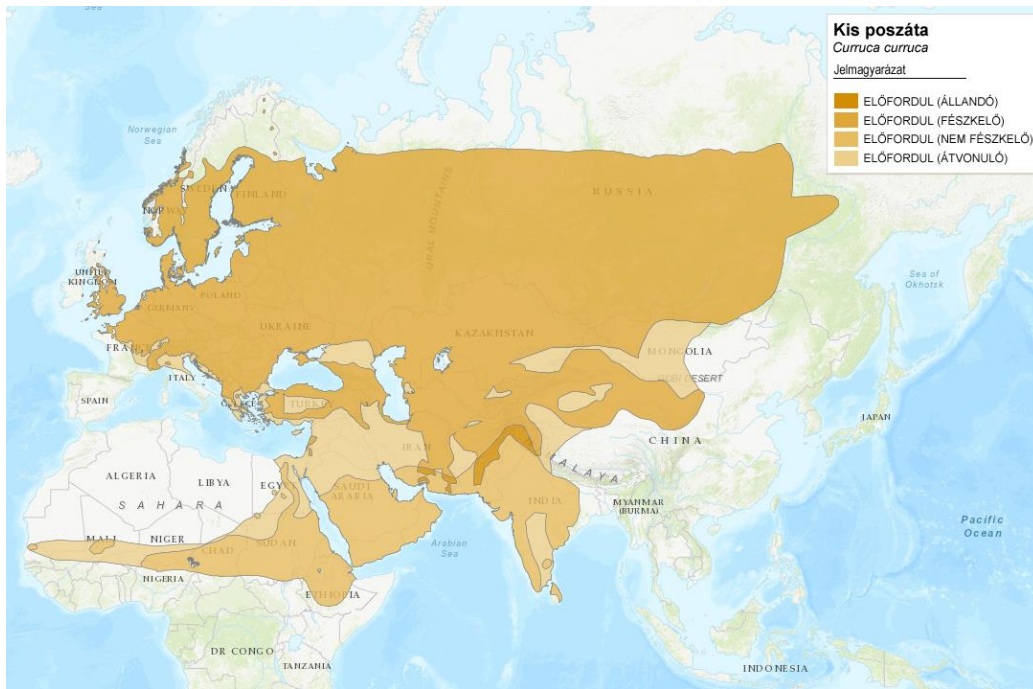 Kis poszáta
Curruca curruca
Jelmagyarázat
ELŐFORDUL (ÁLLANDÓ)
ELŐFORDUL (FÉSZKELŐ)
ELŐFORDUL (NEM FÉSZKELŐ)
ELŐFORDUL (ÁTVONULÓ)
Norwegian
Sea
SWEDEN
FINLAND
NORWAY
RUSSIA
URAL MOUNTAINS
UNITED
KINGDOM
Sea of
Okhotsk
POLAND
GERMANY
UKRAINE
KAZAKHSTAN
FRANCE
MONGOLIA
GOBI DESERT
ITALY
SPAIN
GREECE
TURKEY
JAPAN
CHINA
IRAN
ALGERIA
LIBYA
EGYPT
SAUDI
ARABIA
HIMALAYA
INDIA
SAHARA
MYANMAR
(BURMA)
Pacific
Ocean
MALI
NIGER
CHAD
SUDAN
Arabian
Sea
NIGERIA
ETHIOPIA
DR CONGO
TANZANIA
INDONESIA